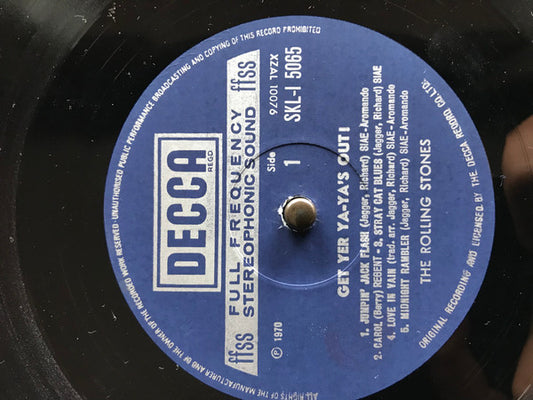 ALL RIGHTS OF THE MANUFACTURER AND OF THE OWNER OF THE RECORDED WORK RESERVED · UNAUTHORISED PUBLIC PERFORMANCE BROADCASTING AND COPYING OF THIS RECORD PROHIBITED
DECCA
REGD
ffss FULL FREQUENCY STEREOPHONIC SOUND ffss
Ⓟ 1970
Side
1
XZAL 10076
SKL-I 5065
GET YER YA-YA'S OUT!
1. JUMPIN' JACK FLASH (Jagger, Richard) SIAE-Aromando
2. CAROL (Berry) REGENT - 3. STRAY CAT BLUES (Jagger, Richard) SIAE
4. LOVE IN VAIN (trad. arr. Jagger, Richard) SIAE-Aromando
5. MIDNIGHT RAMBLER (Jagger, Richard) SIAE-Aromando
THE ROLLING STONES
ORIGINAL RECORDING AND LICENSED BY THE DECCA RECORD CO. LTD.